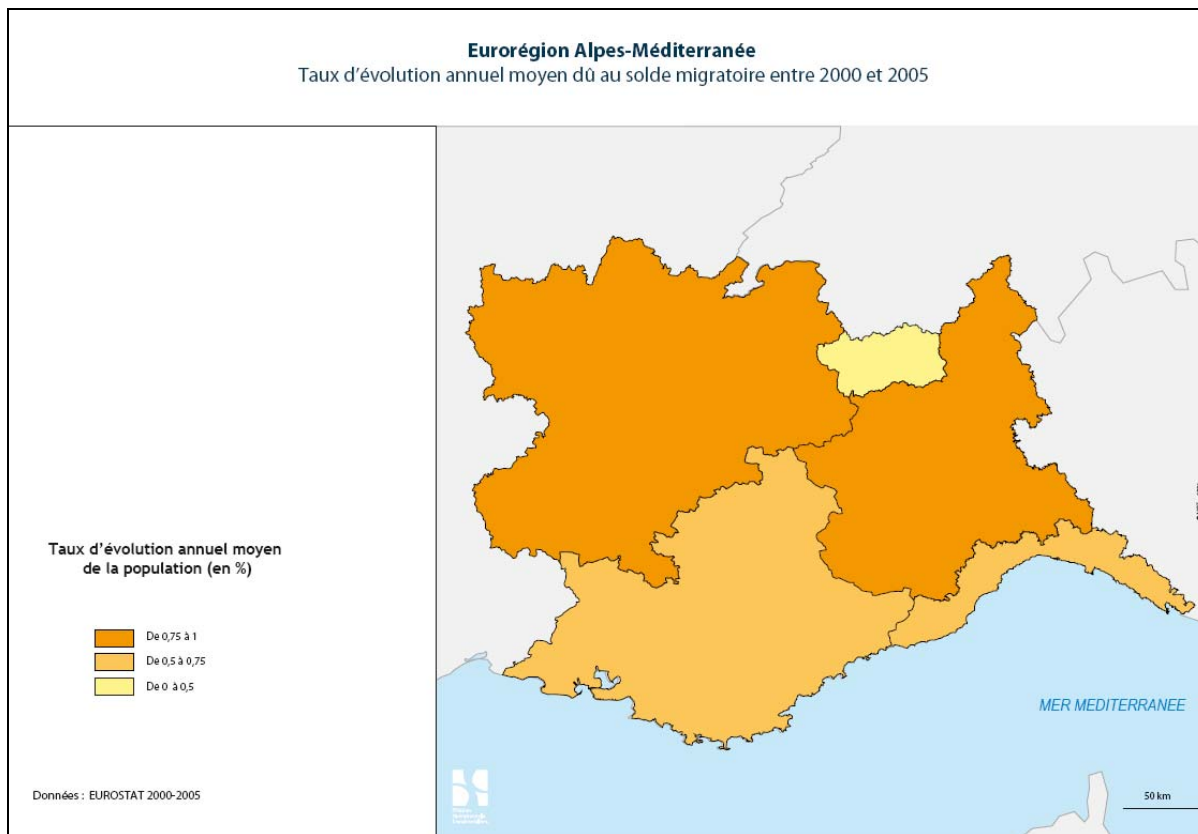 Eurorégion Alpes-Méditerranée
Taux d'évolution annuel moyen dû au solde migratoire entre 2000 et 2005
Taux d'évolution annuel moyen
de la population (en %)
De 0,75 à 1
De 0,5 à 0,75
De 0 à 0,5
MER MEDITERRANEE
Données : EUROSTAT 2000-2005
50 km